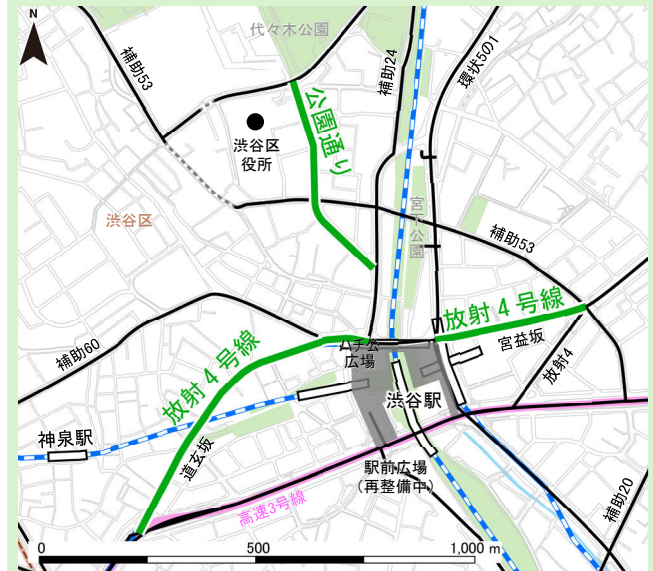 N
代々木公園
補助53
補助24
環状5の1
公園通り
渋谷区
役所
渋谷区
宮下公園
補助53
放射4号線
宮益坂
放射4
補助60
放射4号線
ハチ公
広場
渋谷駅
神泉駅
道玄坂
駅前広場
(再整備中)
高速3号線
補助20
0 500 1,000 m